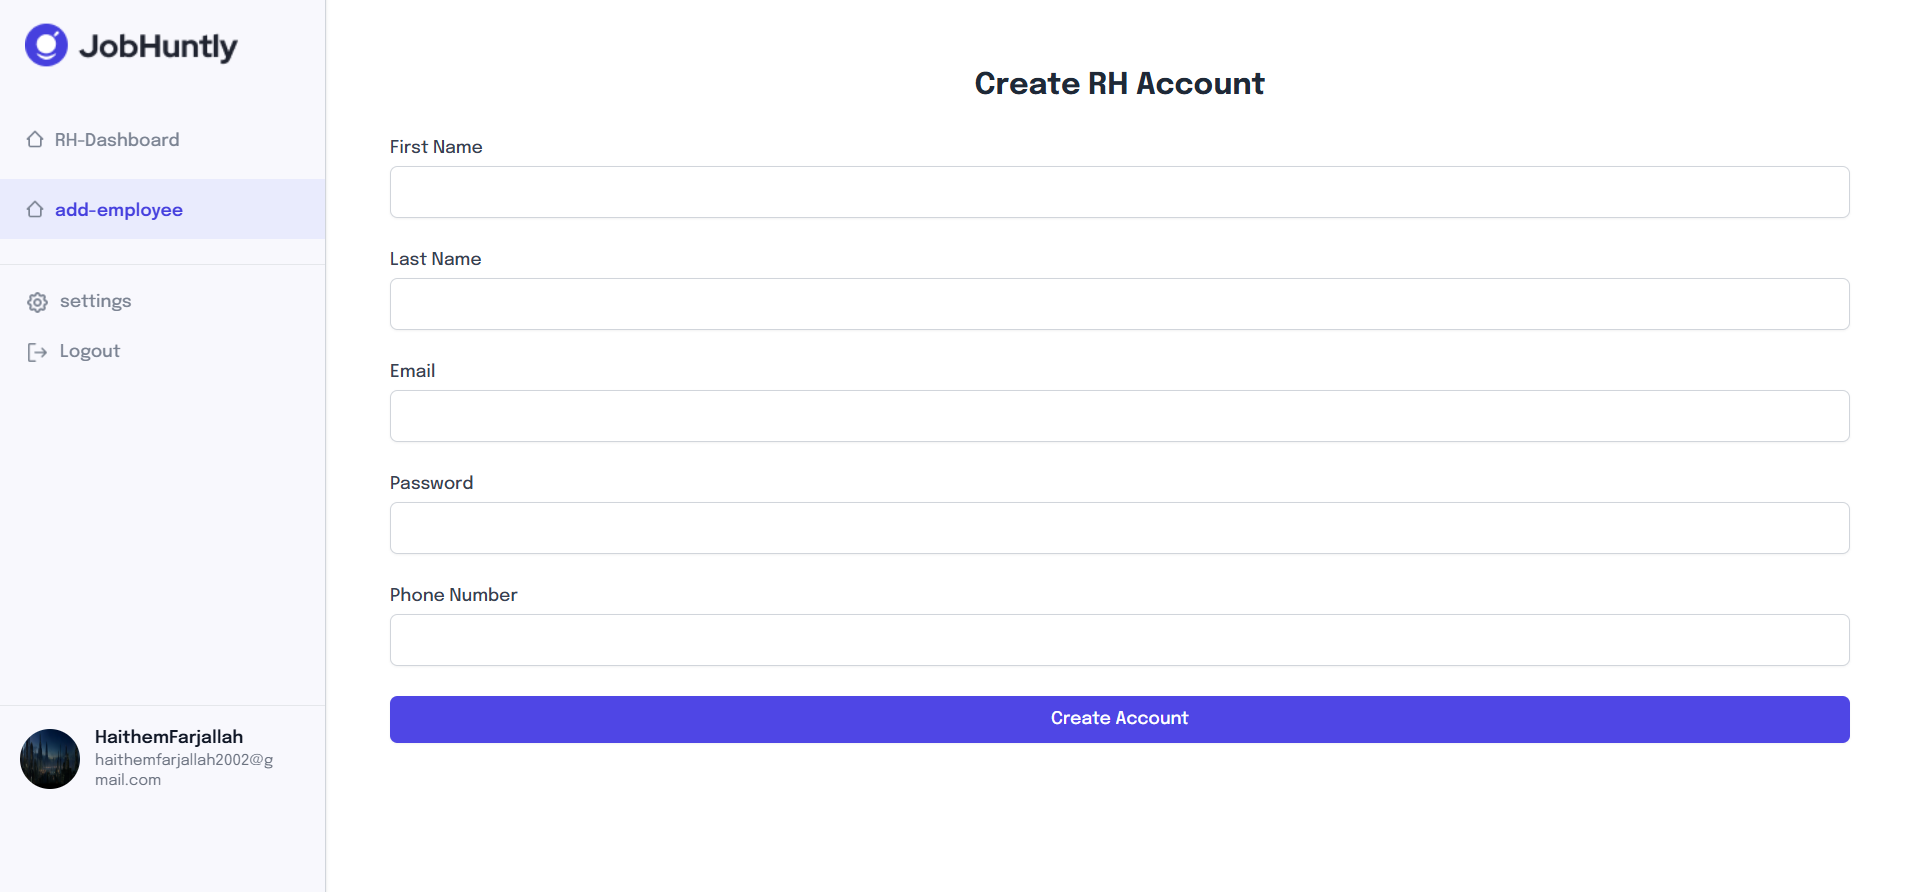 JobHuntly
RH-Dashboard
add-employee
settings
Logout
HaithemFarjallah
haithemfarjallah2002@g
mail.com
Create RH Account
First Name
Last Name
Email
Password
Phone Number
Create Account